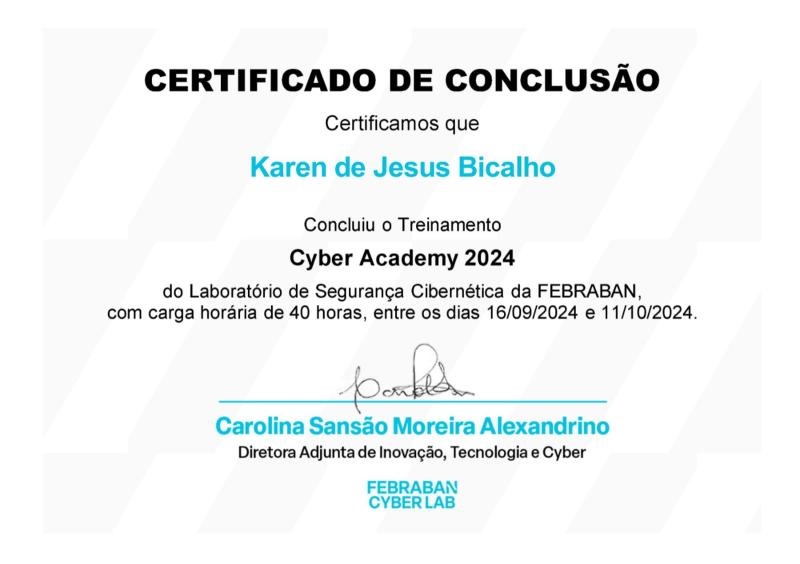 CERTIFICADO DE CONCLUSÃO
Certificamos que
Karen de Jesus Bicalho
Concluiu o Treinamento
Cyber Academy 2024
do Laboratório de Segurança Cibernética da FEBRABAN,
com carga horária de 40 horas, entre os dias 16/09/2024 e 11/10/2024.
Carolina Sansão Moreira Alexandrino
Diretora Adjunta de Inovação, Tecnologia e Cyber
FEBRABAN
CYBER LAB